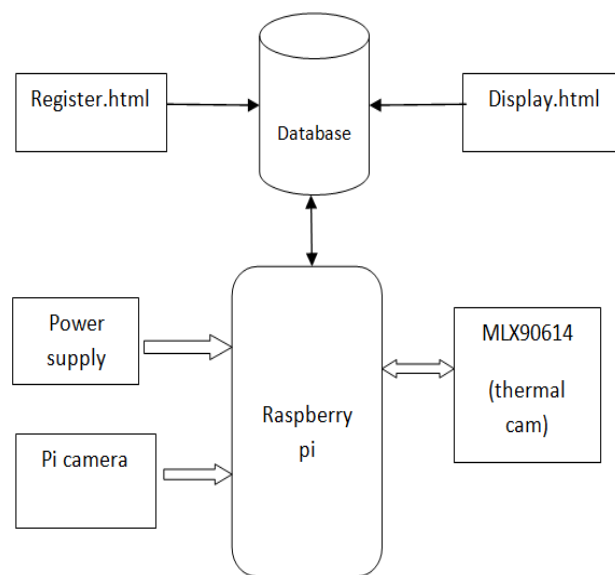 Register.html
Database
Display.html
Power
supply
MLX90614
(thermal
cam)
Pi camera
Raspberry
pi